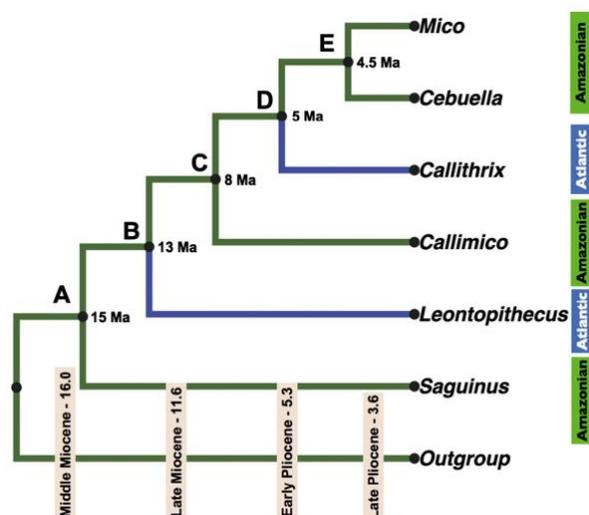 Mico
E
4.5 Ma
Cebuella
D
5 Ma
Callithrix
C
8 Ma
Callimico
B
13 Ma
Leontopithecus
A
15 Ma
Saguinus
Outgroup
Middle Miocene - 16.0
Late Miocene - 11.6
Early Pliocene - 5.3
Late Pliocene - 3.6
Amazonian
Atlantic
Amazonian
Atlantic
Amazonian